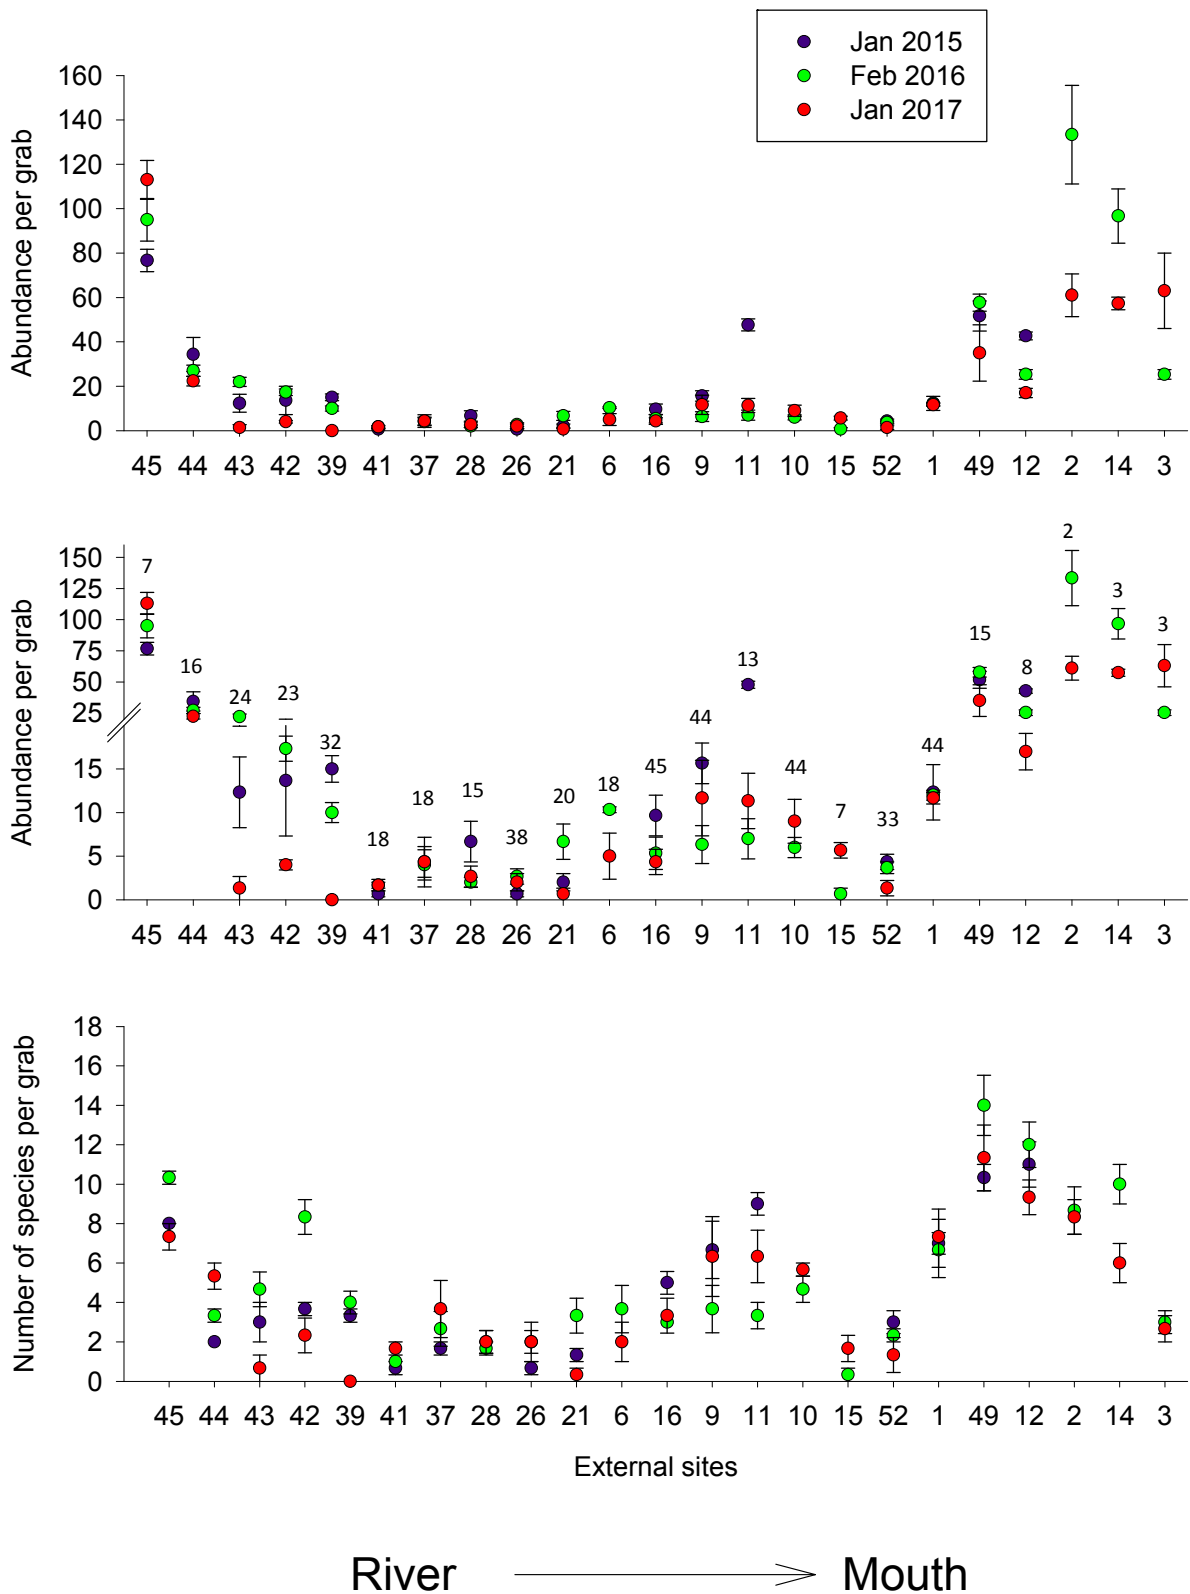 Jan 2015
Feb 2016
Jan 2017
Abundance per grab
160
140
120
100
80
60
40
20
0
45 44 43 42 39 41 37 28 26 21 6 16 9 11 10 15 52 1 49 12 2 14 3
Abundance per grab
150
125
100
75
50
25
15
10
5
0
7 16 24 23 32 18 18 15 38 20 18 45 44 13 44 7 33 44 15 8 2 3 3
45 44 43 42 39 41 37 28 26 21 6 16 9 11 10 15 52 1 49 12 2 14 3
Number of species per grab
18
16
14
12
10
8
6
4
2
0
45 44 43 42 39 41 37 28 26 21 6 16 9 11 10 15 52 1 49 12 2 14 3
External sites
River Mouth